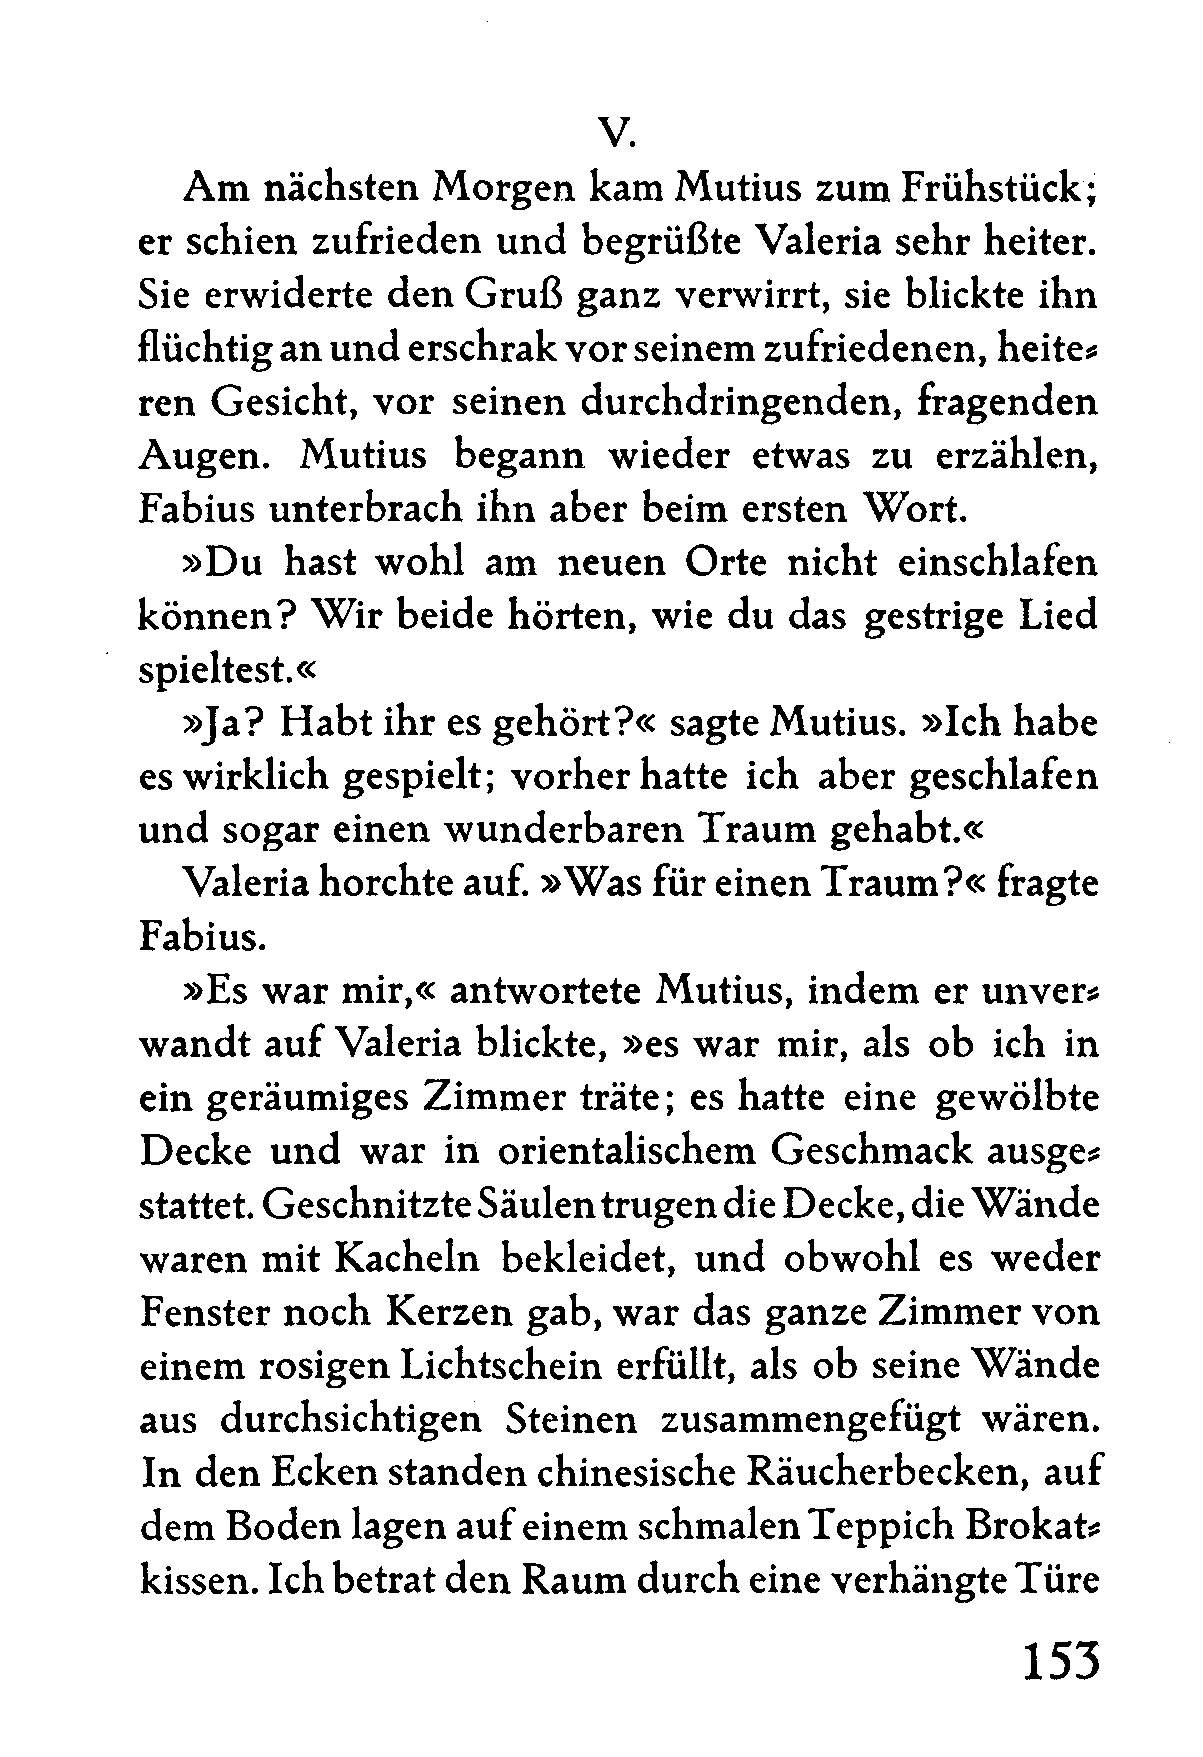 V.
Am nächsten Morgen kam Mutius zum Frühstück;
er schien zufrieden und begrüßte Valeria sehr heiter.
Sie erwiderte den Gruß ganz verwirrt, sie blickte ihn
flüchtig an und erschrak vor seinem zufriedenen, heite⸗
ren Gesicht, vor seinen durchdringenden, fragenden
Augen. Mutius begann wieder etwas zu erzählen,
Fabius unterbrach ihn aber beim ersten Wort.
»Du hast wohl am neuen Orte nicht einschlafen
können? Wir beide hörten, wie du das gestrige Lied
spieltest.«
»Ja? Habt ihr es gehört?« sagte Mutius. »Ich habe
es wirklich gespielt; vorher hatte ich aber geschlafen
und sogar einen wunderbaren Traum gehabt.«
Valeria horchte auf. »Was für einen Traum?« fragte
Fabius.
»Es war mir,« antwortete Mutius, indem er unver⸗
wandt auf Valeria blickte, »es war mir, als ob ich in
ein geräumiges Zimmer träte; es hatte eine gewölbte
Decke und war in orientalischem Geschmack ausge⸗
stattet. Geschnitzte Säulen trugen die Decke, die Wände
waren mit Kacheln bekleidet, und obwohl es weder
Fenster noch Kerzen gab, war das ganze Zimmer von
einem rosigen Lichtschein erfüllt, als ob seine Wände
aus durchsichtigen Steinen zusammengefügt wären.
In den Ecken standen chinesische Räucherbecken, auf
dem Boden lagen auf einem schmalen Teppich Brokat⸗
kissen. Ich betrat den Raum durch eine verhängte Türe
153